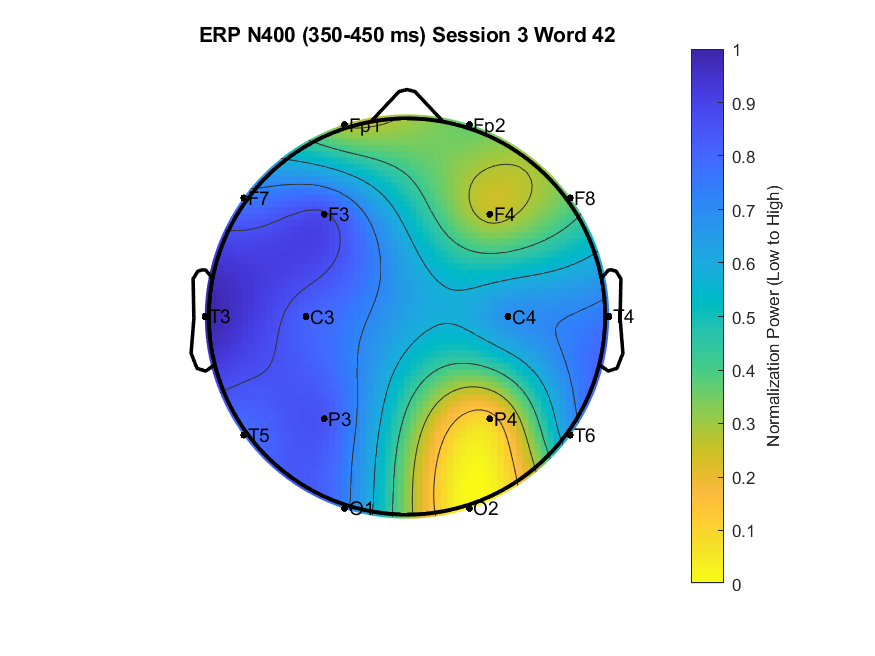 ERP N400 (350-450 ms) Session 3 Word 42
Fp1 Fp2
F7 F8
F3 F4
T3 C3 C4 T4
P3 P4
T5 T6
O1 O2
1
0.9
0.8
0.7
0.6
0.5
0.4
0.3
0.2
0.1
0
Normalization Power (Low to High)